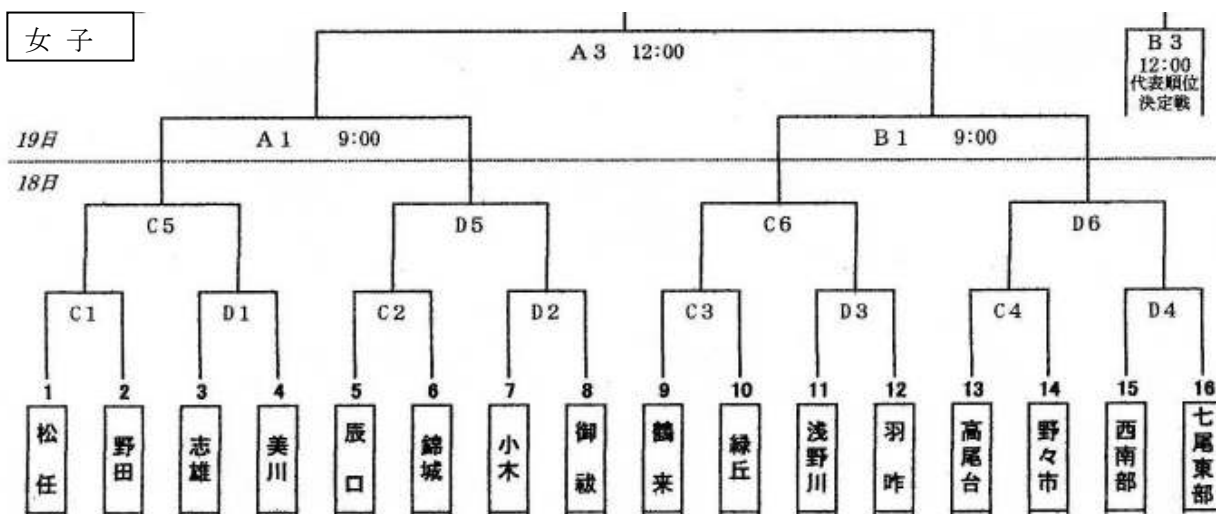 女子
A3 12:00
B3
12:00
代表順位
決定戦
19日
A1 9:00
B1 9:00
18日
C5
D5
C6
D6
C1
D1
C2
D2
C3
D3
C4
D4
1
2
3
4
5
6
7
8
9
10
11
12
13
14
15
16
松任
野田
志雄
美川
辰口
錦城
小木
御祓
鶴来
緑丘
浅野川
羽咋
高尾台
野々市
西南部
七尾東部